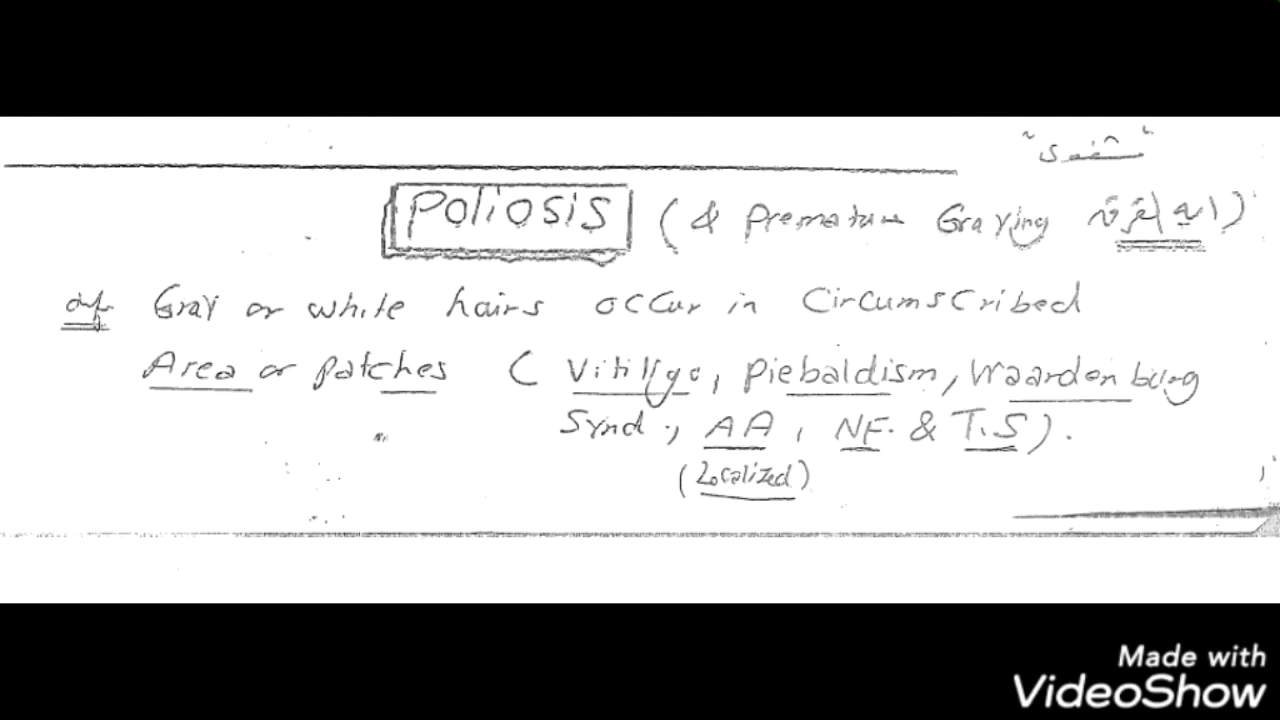 Poliosis (& Premature Graying
def Gray or white hairs occur in Circumscribed
Area or patches ( Vitiligo, Piebaldism, Waardenburg
Synd., AA, NF. & T.S).
(Localized)
Made with
VideoShow